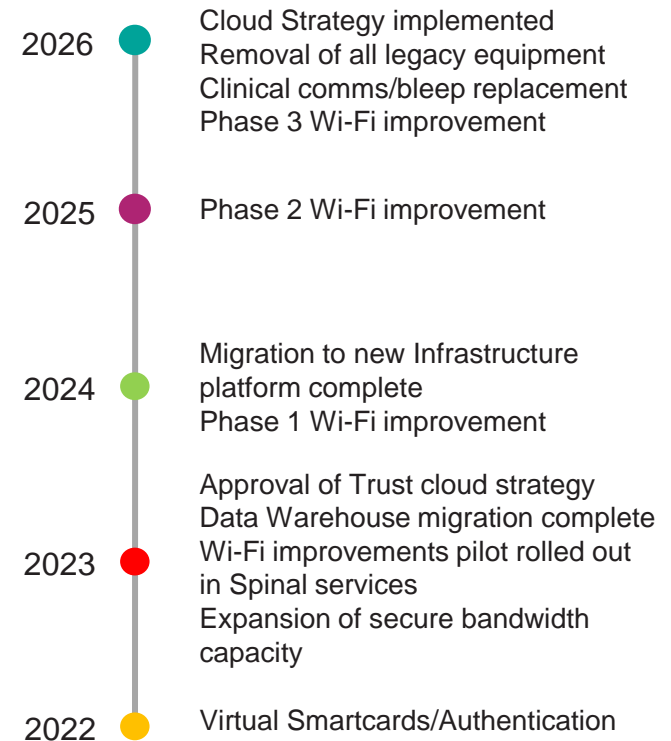 2026
Cloud Strategy implemented
Removal of all legacy equipment
Clinical comms/bleep replacement
Phase 3 Wi-Fi improvement
2025
Phase 2 Wi-Fi improvement
2024
Migration to new Infrastructure
platform complete
Phase 1 Wi-Fi improvement
2023
Approval of Trust cloud strategy
Data Warehouse migration complete
Wi-Fi improvements pilot rolled out
in Spinal services
Expansion of secure bandwidth
capacity
2022
Virtual Smartcards/Authentication